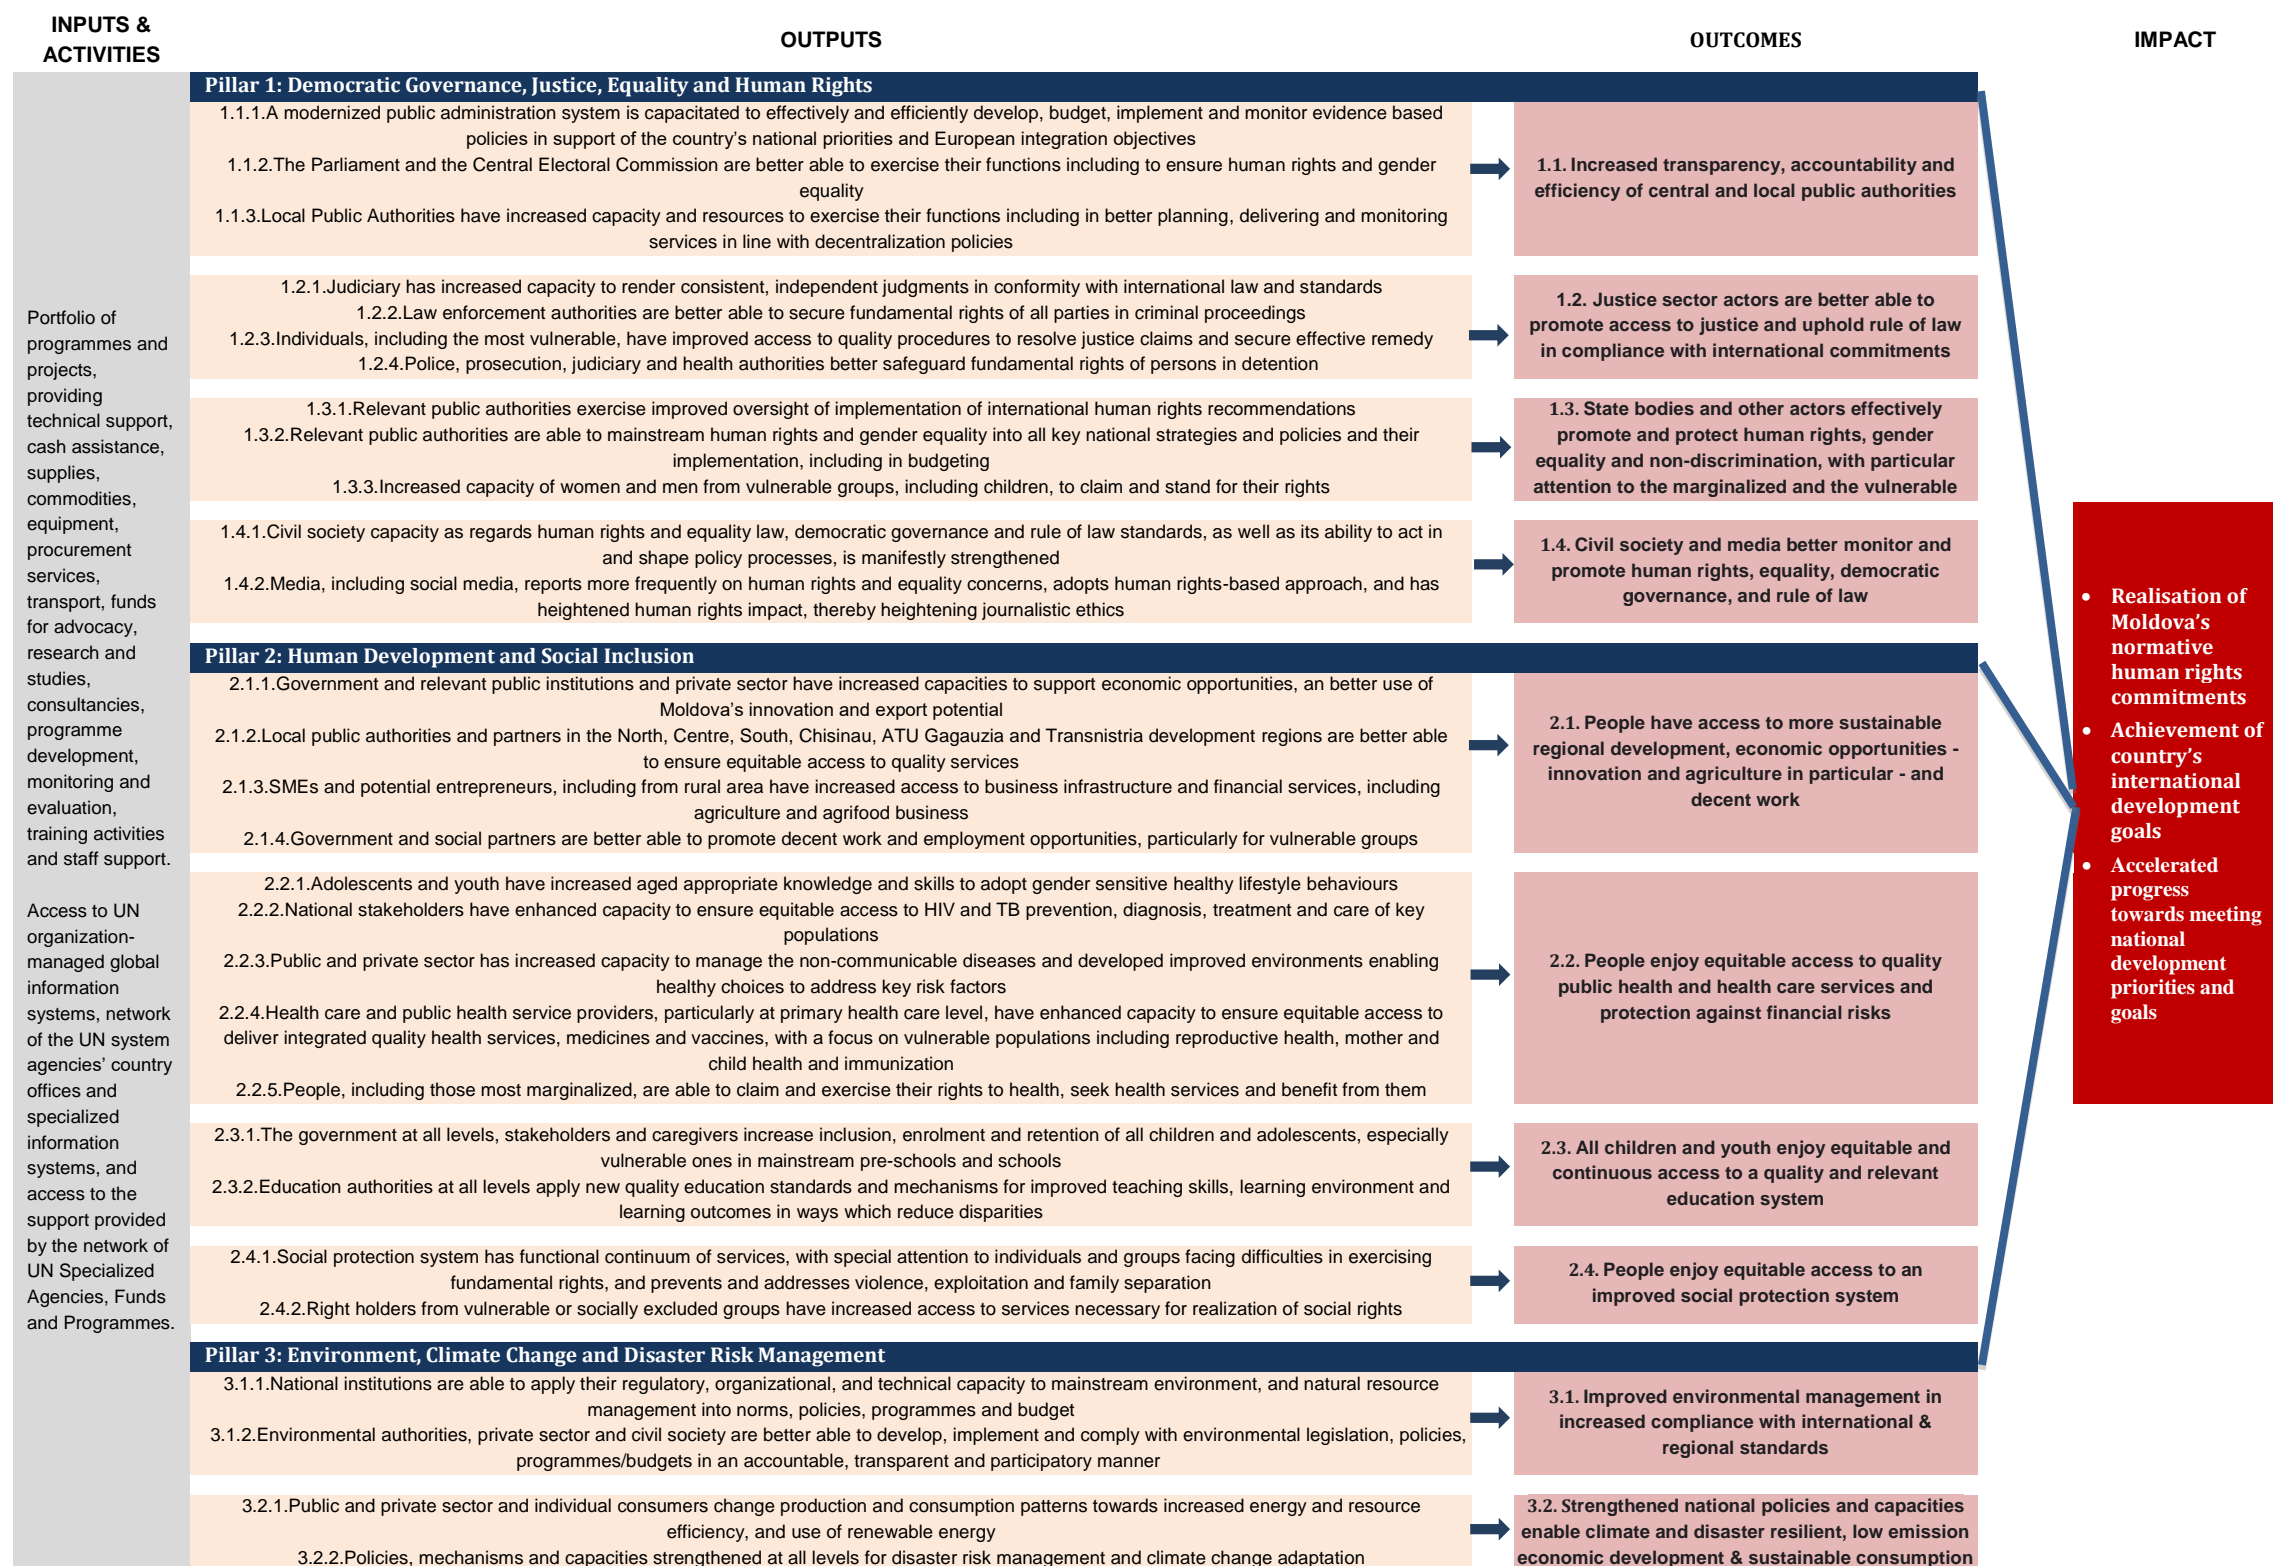 INPUTS &
ACTIVITIES
OUTPUTS
OUTCOMES
IMPACT
Portfolio of
programmes and
projects,
providing
technical support,
cash assistance,
supplies,
commodities,
equipment,
procurement
services,
transport, funds
for advocacy,
research and
studies,
consultancies,
programme
development,
monitoring and
evaluation,
training activities
and staff support.
Access to UN
organization-
managed global
information
systems, network
of the UN system
agencies' country
offices and
specialized
information
systems, and
access to the
support provided
by the network of
UN Specialized
Agencies, Funds
and Programmes.
Pillar 1: Democratic Governance, Justice, Equality and Human Rights
1.1.1.A modernized public administration system is capacitated to effectively and efficiently develop, budget, implement and monitor evidence based
policies in support of the country's national priorities and European integration objectives
1.1.2.The Parliament and the Central Electoral Commission are better able to exercise their functions including to ensure human rights and gender
equality
1.1.3.Local Public Authorities have increased capacity and resources to exercise their functions including in better planning, delivering and monitoring
services in line with decentralization policies
1.1. Increased transparency, accountability and
efficiency of central and local public authorities
1.2.1.Judiciary has increased capacity to render consistent, independent judgments in conformity with international law and standards
1.2.2.Law enforcement authorities are better able to secure fundamental rights of all parties in criminal proceedings
1.2.3.Individuals, including the most vulnerable, have improved access to quality procedures to resolve justice claims and secure effective remedy
1.2.4.Police, prosecution, judiciary and health authorities better safeguard fundamental rights of persons in detention
1.2. Justice sector actors are better able to
promote access to justice and uphold rule of law
in compliance with international commitments
1.3.1.Relevant public authorities exercise improved oversight of implementation of international human rights recommendations
1.3.2.Relevant public authorities are able to mainstream human rights and gender equality into all key national strategies and policies and their
implementation, including in budgeting
1.3.3.Increased capacity of women and men from vulnerable groups, including children, to claim and stand for their rights
1.3. State bodies and other actors effectively
promote and protect human rights, gender
equality and non-discrimination, with particular
attention to the marginalized and the vulnerable
1.4.1.Civil society capacity as regards human rights and equality law, democratic governance and rule of law standards, as well as its ability to act in
and shape policy processes, is manifestly strengthened
1.4.2.Media, including social media, reports more frequently on human rights and equality concerns, adopts human rights-based approach, and has
heightened human rights impact, thereby heightening journalistic ethics
1.4. Civil society and media better monitor and
promote human rights, equality, democratic
governance, and rule of law
Pillar 2: Human Development and Social Inclusion
2.1.1.Government and relevant public institutions and private sector have increased capacities to support economic opportunities, an better use of
Moldova's innovation and export potential
2.1.2.Local public authorities and partners in the North, Centre, South, Chisinau, ATU Gagauzia and Transnistria development regions are better able
to ensure equitable access to quality services
2.1.3.SMEs and potential entrepreneurs, including from rural area have increased access to business infrastructure and financial services, including
agriculture and agrifood business
2.1.4.Government and social partners are better able to promote decent work and employment opportunities, particularly for vulnerable groups
2.1. People have access to more sustainable
regional development, economic opportunities -
innovation and agriculture in particular - and
decent work
2.2.1.Adolescents and youth have increased aged appropriate knowledge and skills to adopt gender sensitive healthy lifestyle behaviours
2.2.2.National stakeholders have enhanced capacity to ensure equitable access to HIV and TB prevention, diagnosis, treatment and care of key
populations
2.2.3.Public and private sector has increased capacity to manage the non-communicable diseases and developed improved environments enabling
healthy choices to address key risk factors
2.2.4.Health care and public health service providers, particularly at primary health care level, have enhanced capacity to ensure equitable access to
deliver integrated quality health services, medicines and vaccines, with a focus on vulnerable populations including reproductive health, mother and
child health and immunization
2.2.5.People, including those most marginalized, are able to claim and exercise their rights to health, seek health services and benefit from them
2.2. People enjoy equitable access to quality
public health and health care services and
protection against financial risks
2.3.1.The government at all levels, stakeholders and caregivers increase inclusion, enrolment and retention of all children and adolescents, especially
vulnerable ones in mainstream pre-schools and schools
2.3.2.Education authorities at all levels apply new quality education standards and mechanisms for improved teaching skills, learning environment and
learning outcomes in ways which reduce disparities
2.3. All children and youth enjoy equitable and
continuous access to a quality and relevant
education system
2.4.1.Social protection system has functional continuum of services, with special attention to individuals and groups facing difficulties in exercising
fundamental rights, and prevents and addresses violence, exploitation and family separation
2.4.2.Right holders from vulnerable or socially excluded groups have increased access to services necessary for realization of social rights
2.4. People enjoy equitable access to an
improved social protection system
Pillar 3: Environment, Climate Change and Disaster Risk Management
3.1.1.National institutions are able to apply their regulatory, organizational, and technical capacity to mainstream environment, and natural resource
management into norms, policies, programmes and budget
3.1.2.Environmental authorities, private sector and civil society are better able to develop, implement and comply with environmental legislation, policies,
programmes/budgets in an accountable, transparent and participatory manner
3.1. Improved environmental management in
increased compliance with international &
regional standards
3.2.1.Public and private sector and individual consumers change production and consumption patterns towards increased energy and resource
efficiency, and use of renewable energy
3.2.2.Policies, mechanisms and capacities strengthened at all levels for disaster risk management and climate change adaptation
3.2. Strengthened national policies and capacities
enable climate and disaster resilient, low emission
economic development & sustainable consumption
• Realisation of
Moldova's
normative
human rights
commitments
• Achievement of
country's
international
development
goals
• Accelerated
progress
towards meeting
national
development
priorities and
goals